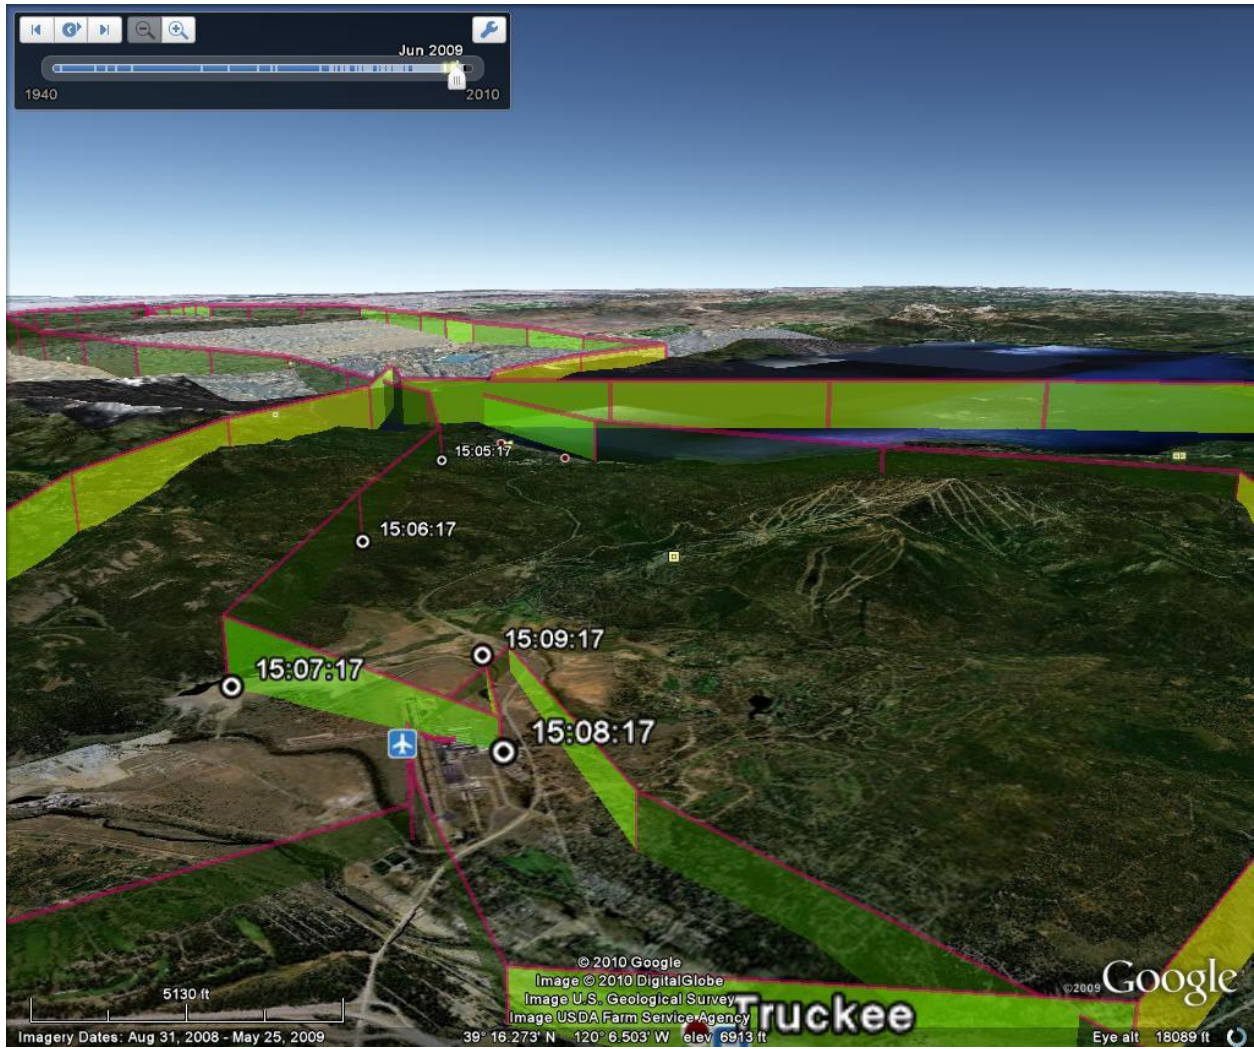 Jun 2009
1940
2010
15:05:17
15:06:17
15:09:17
15:07:17
15:08:17
© 2010 Google
Image © 2010 DigitalGlobe
Image U.S. Geological Survey
Image USDA Farm Service Agency
Truckee
©2009 Google
5130 ft
Imagery Dates: Aug 31, 2008 - May 25, 2009
39° 16.273' N 120° 6.503' W elev 6913 ft
Eye alt 18089 ft